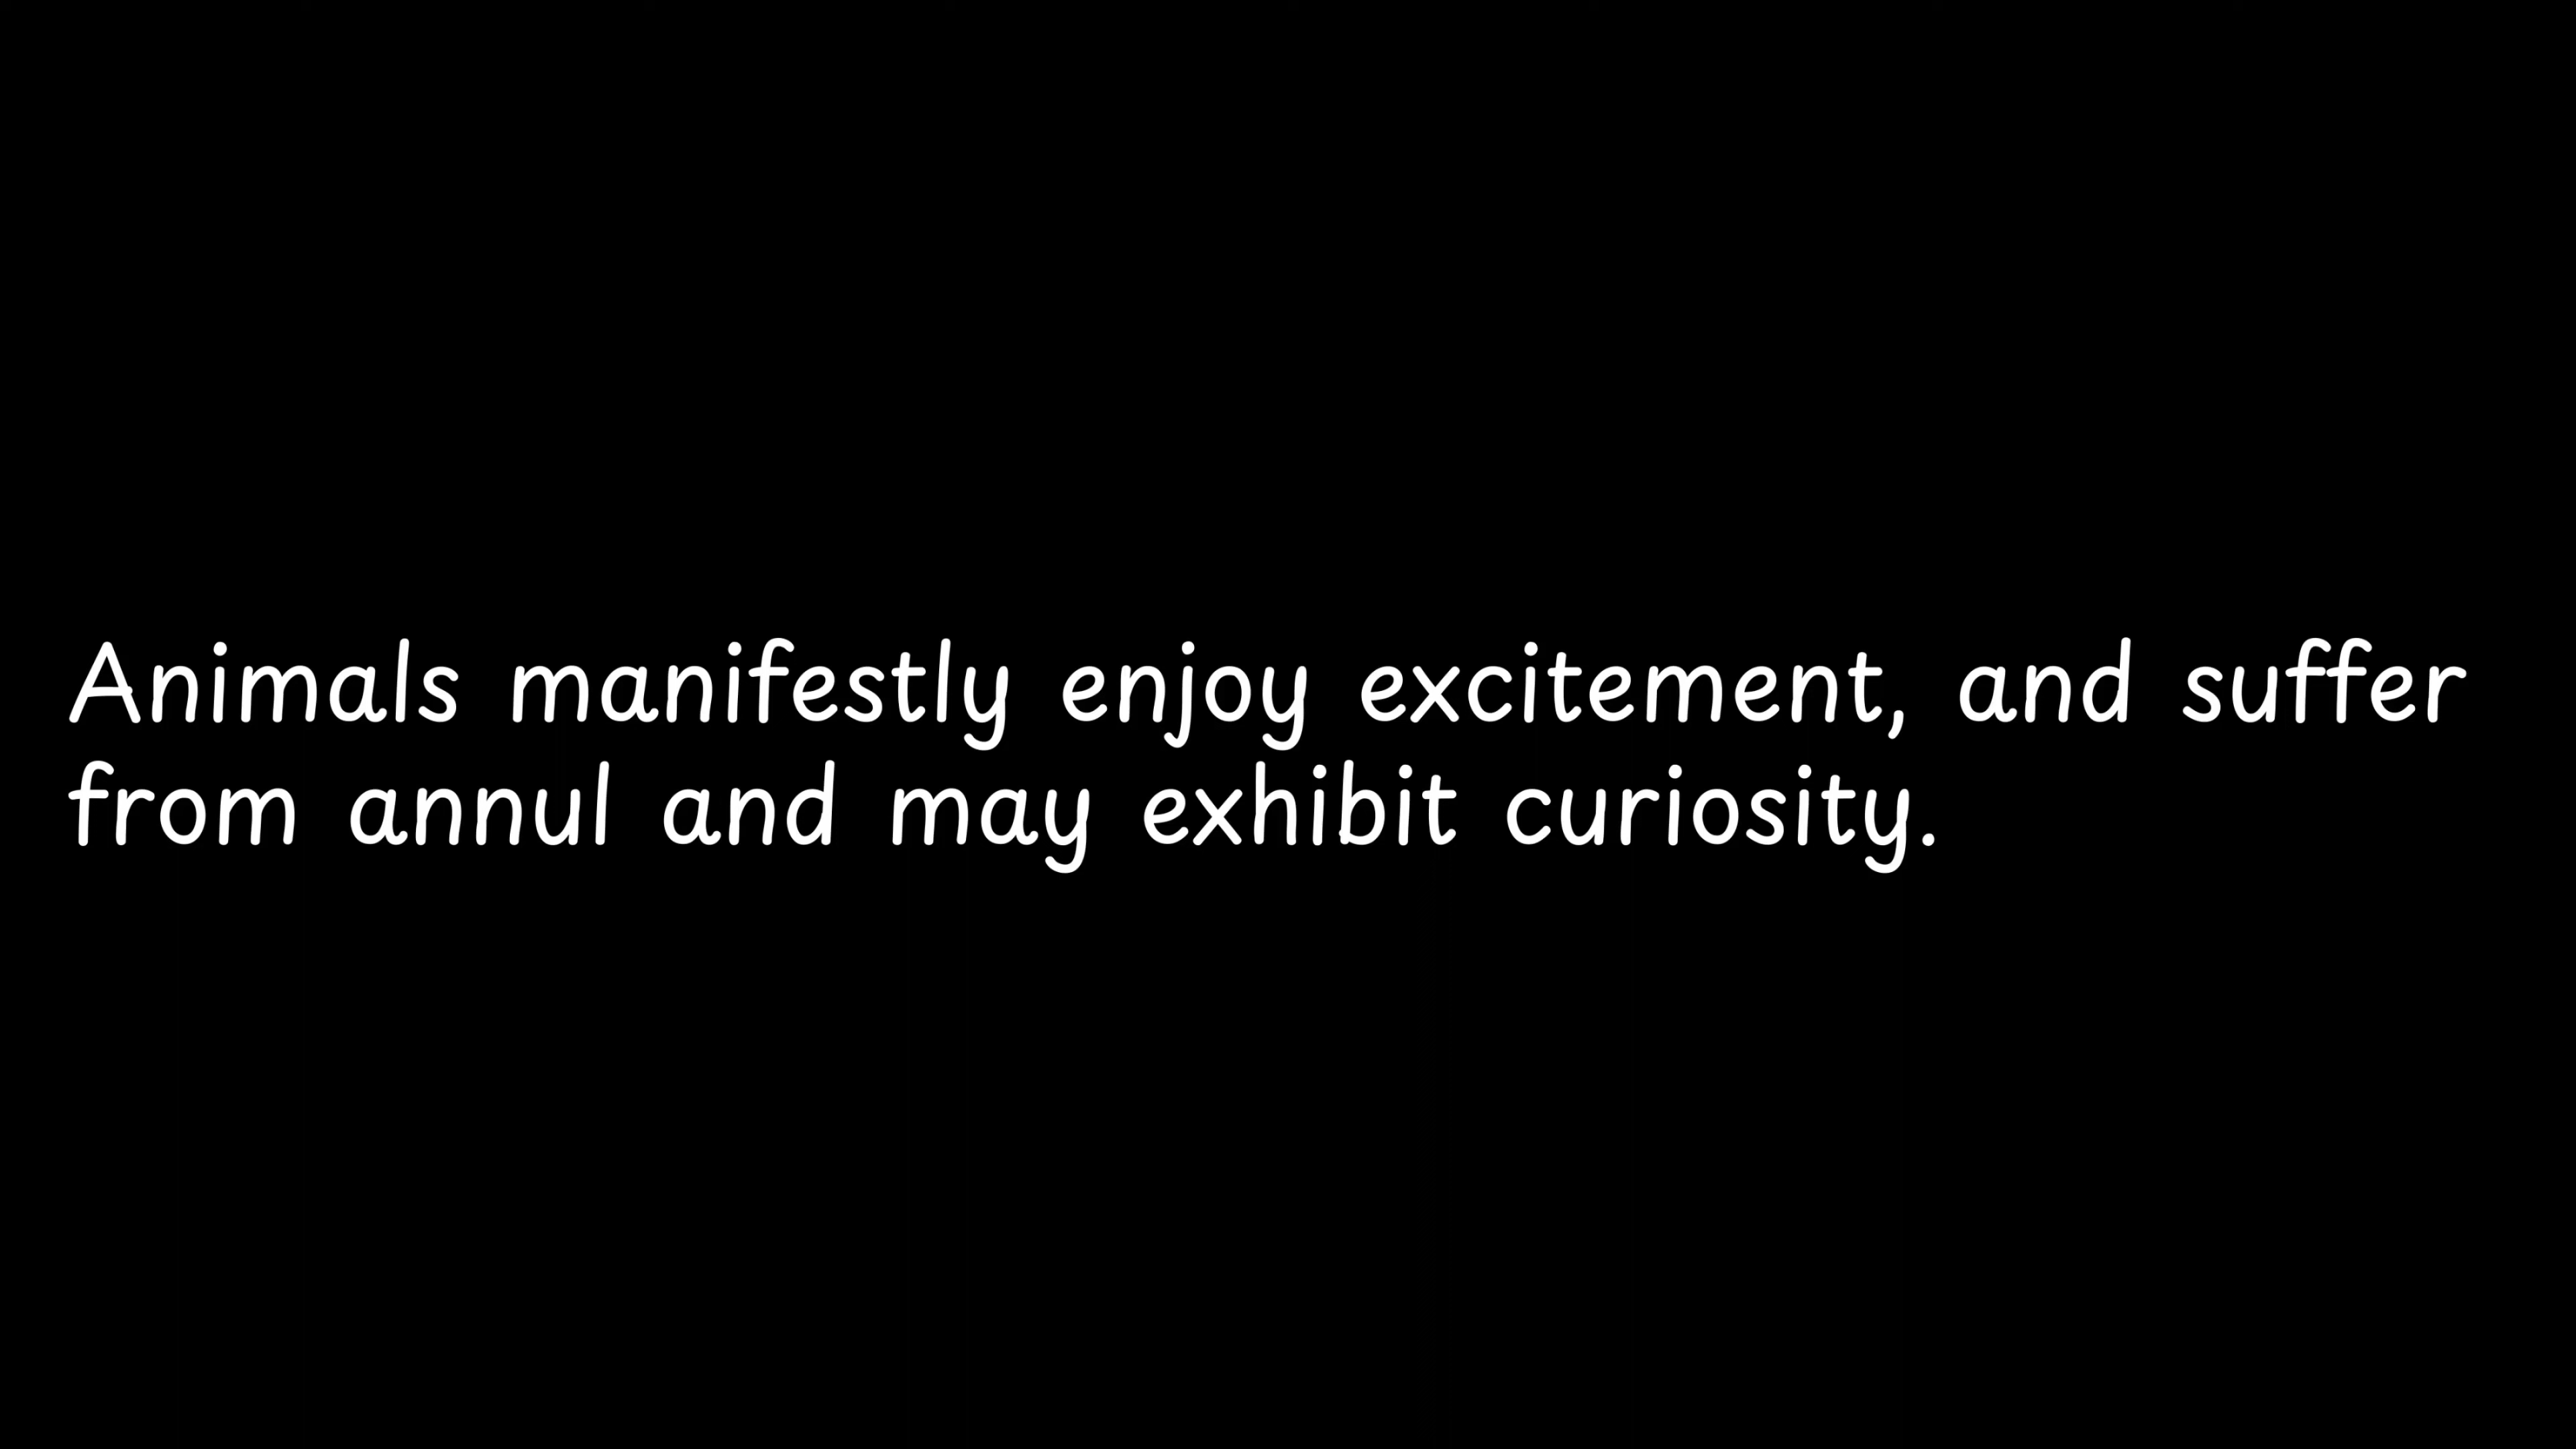 Animals manifestly enjoy excitement, and suffer
from annul and may exhibit curiosity.